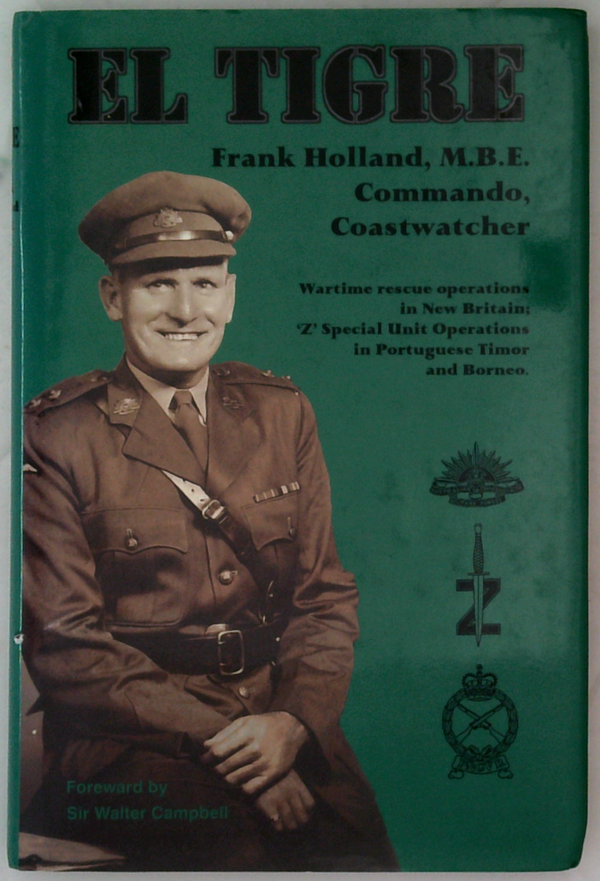 EL TIGRE
Frank Holland, M.B.E.
Commando,
Coastwatcher
Wartime rescue operations
in New Britain;
'Z' Special Unit Operations
in Portuguese Timor
and Borneo.
Z
Foreward by
Sir Walter Campbell